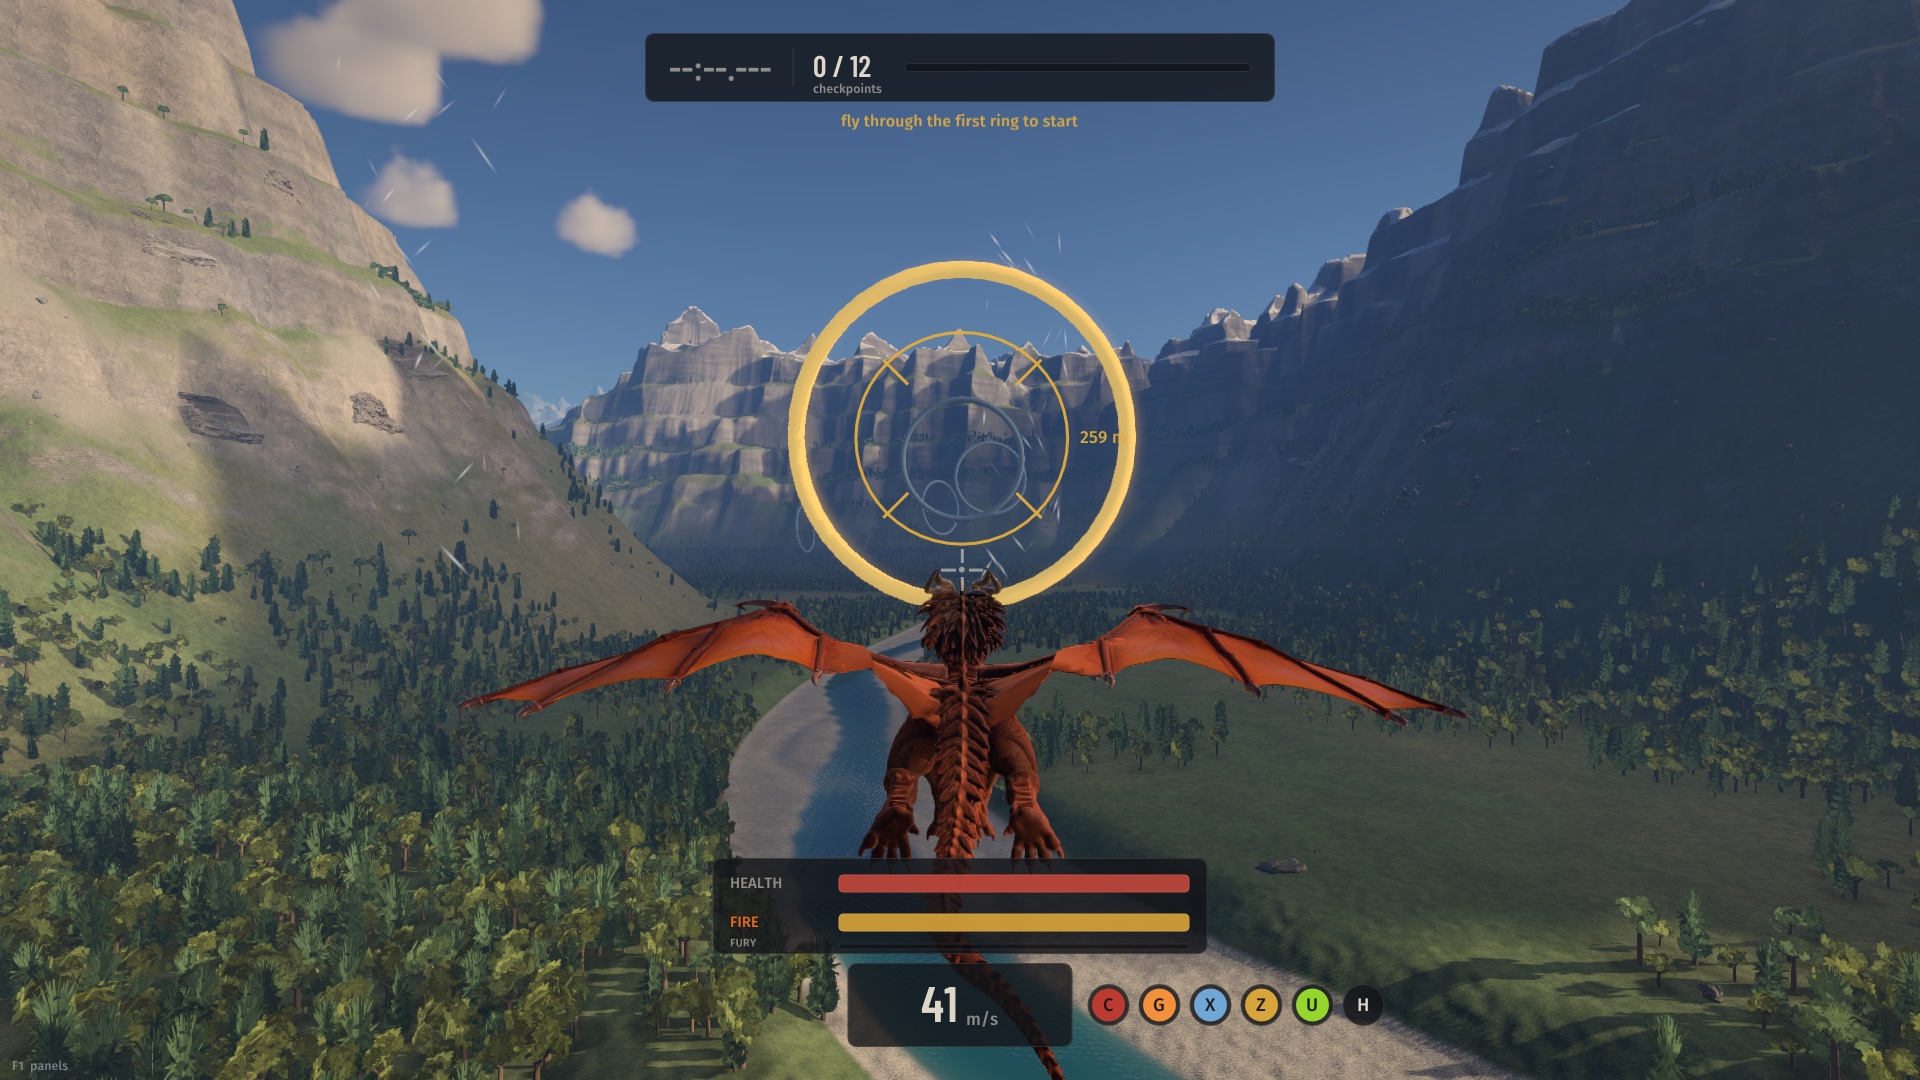 --:--.---
0 / 12
checkpoints
fly through the first ring to start
259 m
HEALTH
FIRE
FURY
41 m/s
C G X Z U H
F1 panels